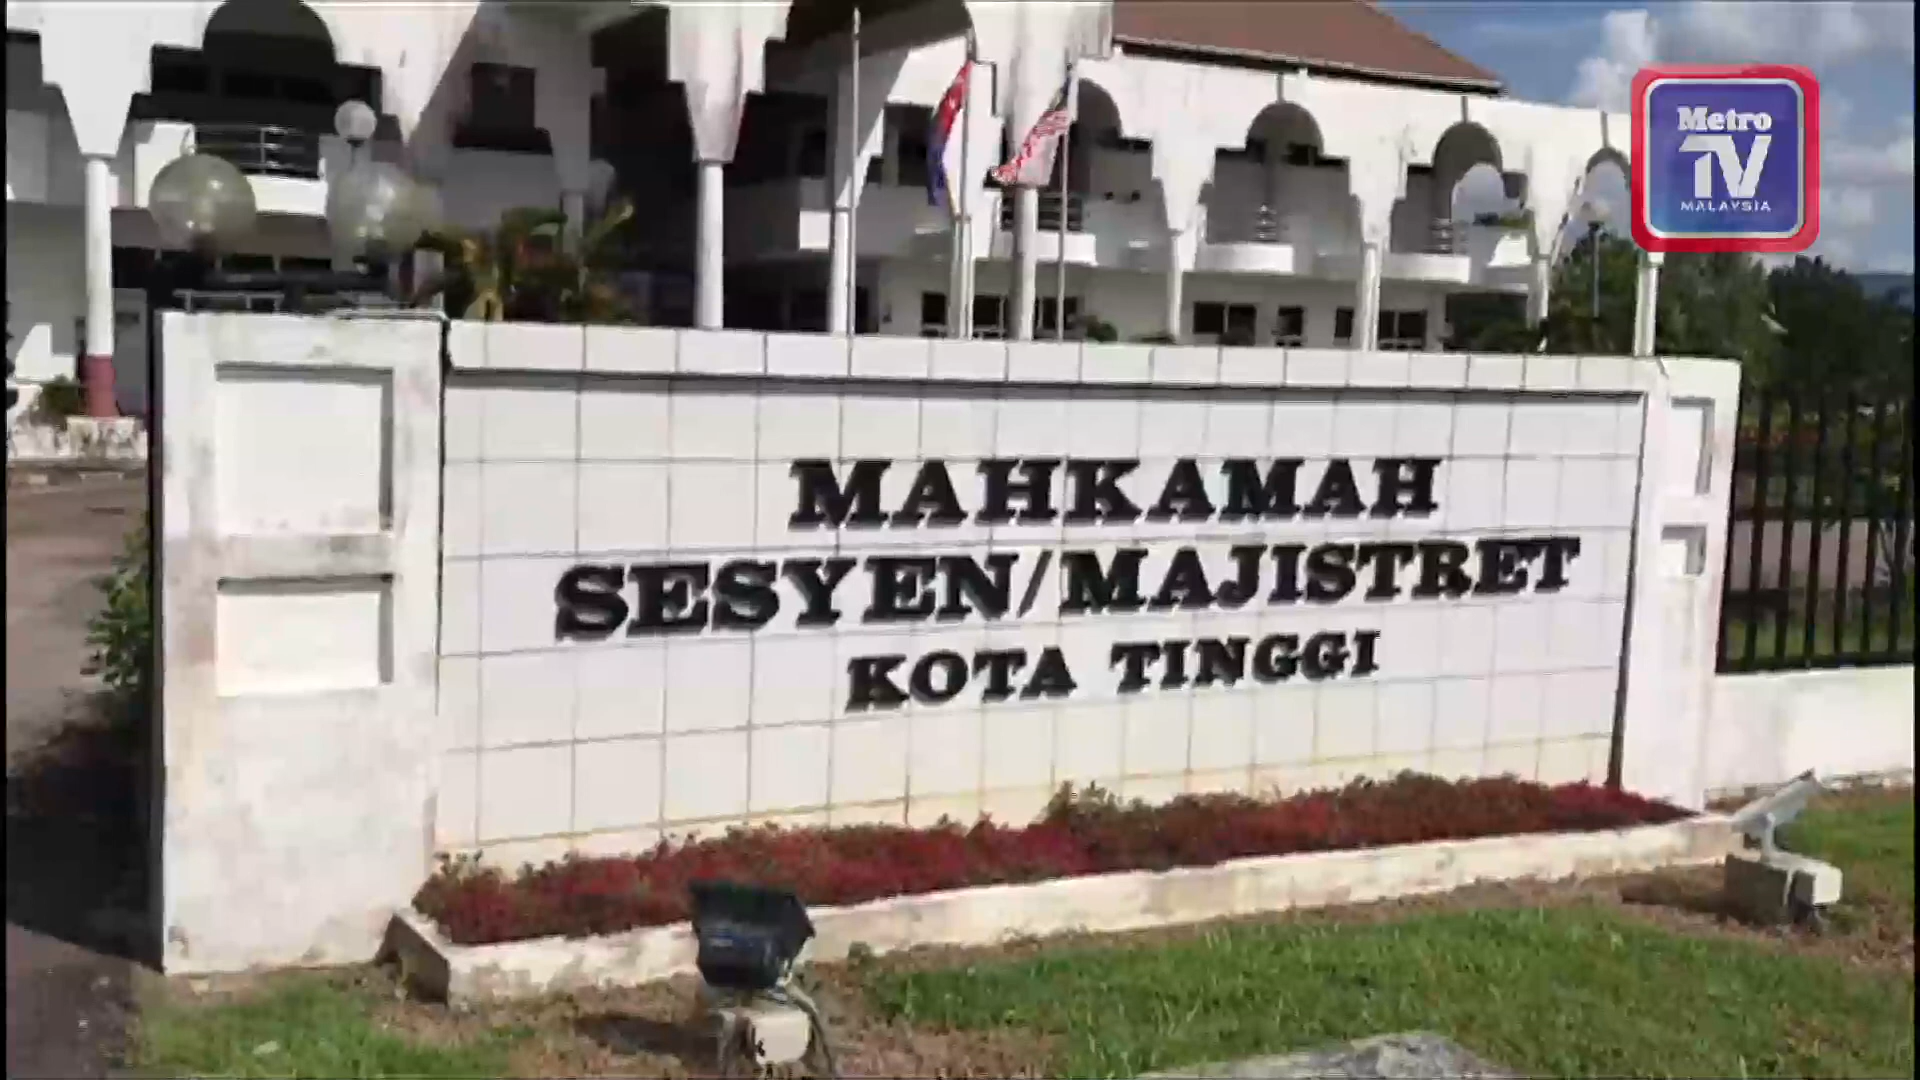 Metro
TV
MALAYSIA
MAHKAMAH
SESYEN/MAJISTRET
KOTA TINGGI